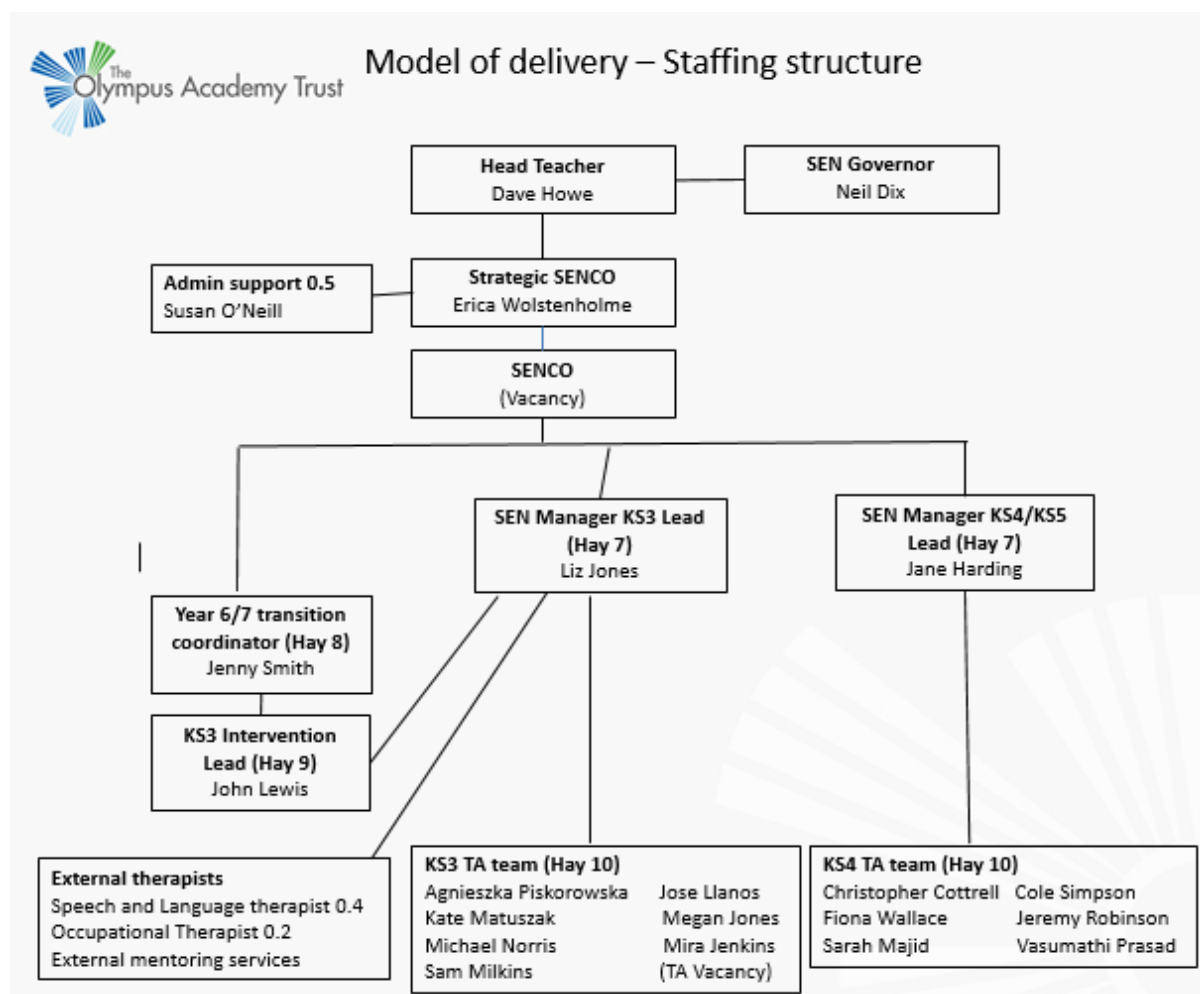 The
Olympus Academy Trust
Model of delivery – Staffing structure
Head Teacher
Dave Howe
SEN Governor
Neil Dix
Admin support 0.5
Susan O'Neill
Strategic SENCO
Erica Wolstenholme
SENCO
(Vacancy)
SEN Manager KS3 Lead
(Hay 7)
Liz Jones
SEN Manager KS4/KS5
Lead (Hay 7)
Jane Harding
Year 6/7 transition
coordinator (Hay 8)
Jenny Smith
KS3 Intervention
Lead (Hay 9)
John Lewis
External therapists
Speech and Language therapist 0.4
Occupational Therapist 0.2
External mentoring services
KS3 TA team (Hay 10)
Agnieszka Piskorowska Jose Llanos
Kate Matuszak Megan Jones
Michael Norris Mira Jenkins
Sam Milkins (TA Vacancy)
KS4 TA team (Hay 10)
Christopher Cottrell Cole Simpson
Fiona Wallace Jeremy Robinson
Sarah Majid Vasumathi Prasad